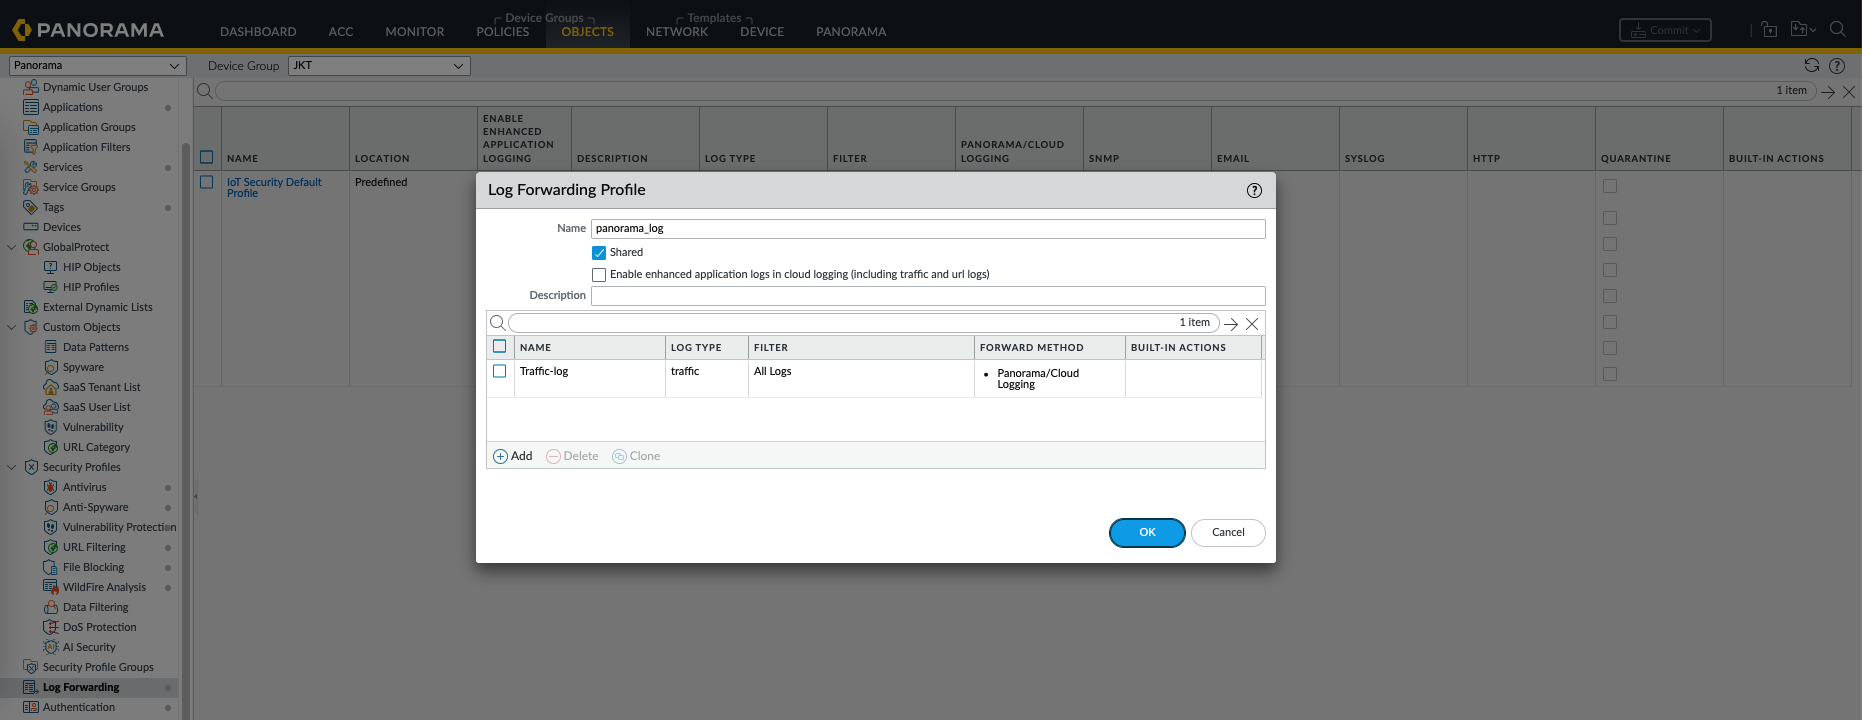 PANORAMA
DASHBOARD
ACC
MONITOR
Device Groups
POLICIES
OBJECTS
Templates
NETWORK
DEVICE
PANORAMA
Commit
Panorama
Device Group
JKT
Dynamic User Groups
Applications
Application Groups
Application Filters
Services
Service Groups
Tags
Devices
GlobalProtect
HIP Objects
HIP Profiles
External Dynamic Lists
Custom Objects
Data Patterns
Spyware
SaaS Tenant List
SaaS User List
Vulnerability
URL Category
Security Profiles
Antivirus
Anti-Spyware
Vulnerability Protection
URL Filtering
File Blocking
WildFire Analysis
Data Filtering
DoS Protection
AI Security
Security Profile Groups
Log Forwarding
Authentication
1 item
NAME
LOCATION
ENABLE
ENHANCED
APPLICATION
LOGGING
DESCRIPTION
LOG TYPE
FILTER
PANORAMA/CLOUD
LOGGING
SNMP
EMAIL
SYSLOG
HTTP
QUARANTINE
BUILT-IN ACTIONS
IoT Security Default
Profile
Predefined
Log Forwarding Profile
Name
panorama_log
Shared
Enable enhanced application logs in cloud logging (including traffic and url logs)
Description
1 item
NAME
LOG TYPE
FILTER
FORWARD METHOD
BUILT-IN ACTIONS
Traffic-log
traffic
All Logs
• Panorama/Cloud
Logging
Add
Delete
Clone
OK
Cancel